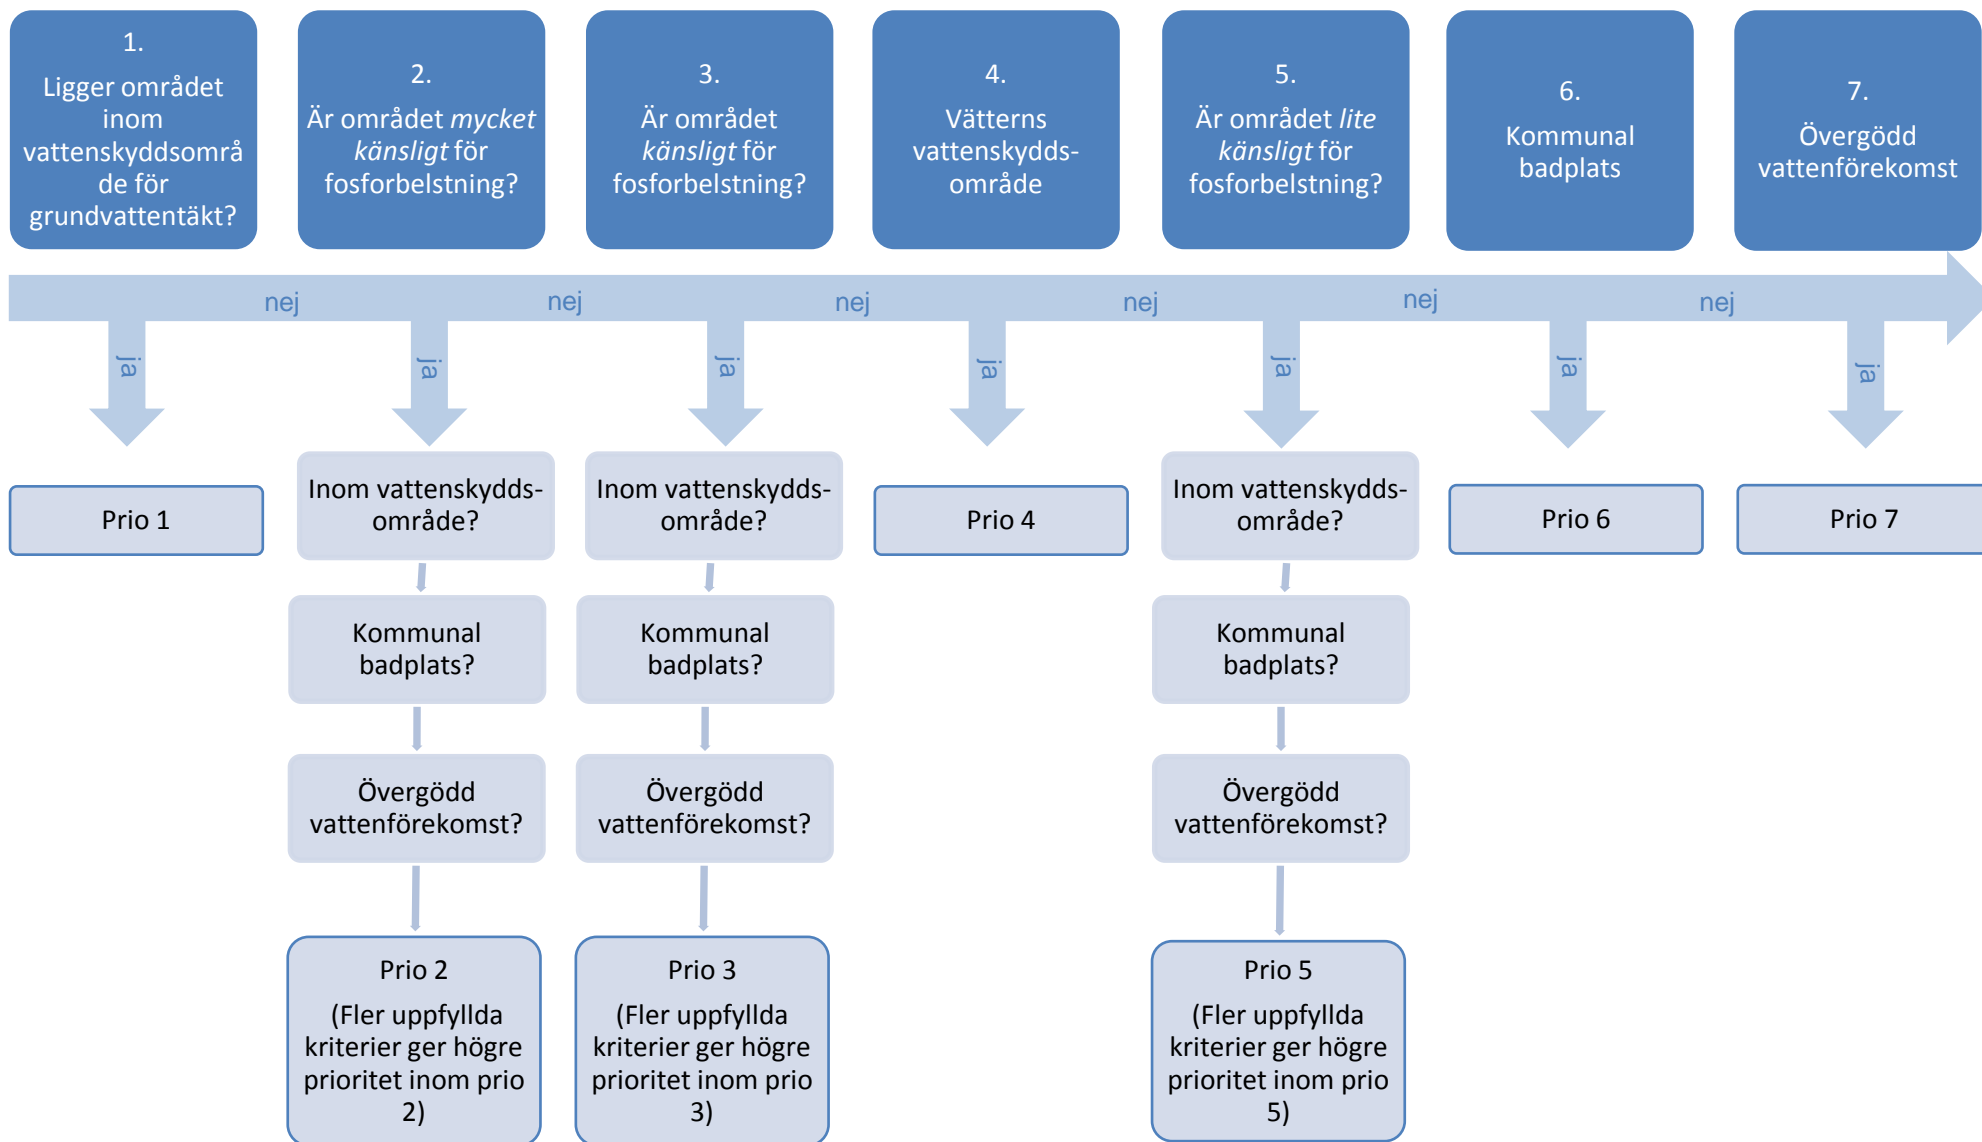 1.
Ligger området
inom
vattenskyddsområ
de för
grundvattentäkt?
2.
Är området mycket
känsligt för
fosforbelstning?
3.
Är området
känsligt för
fosforbelstning?
4.
Vätterns
vattenskydds-
område
5.
Är området lite
känsligt för
fosforbelstning?
6.
Kommunal
badplats
7.
Övergödd
vattenförekomst
nej
nej
nej
nej
nej
nej
ja
ja
ja
ja
ja
ja
ja
Prio 1
Inom vattenskydds-
område?
Kommunal
badplats?
Övergödd
vattenförekomst?
Prio 2
(Fler uppfyllda
kriterier ger högre
prioritet inom prio
2)
Inom vattenskydds-
område?
Kommunal
badplats?
Övergödd
vattenförekomst?
Prio 3
(Fler uppfyllda
kriterier ger högre
prioritet inom prio
3)
Prio 4
Inom vattenskydds-
område?
Kommunal
badplats?
Övergödd
vattenförekomst?
Prio 5
(Fler uppfyllda
kriterier ger högre
prioritet inom prio
5)
Prio 6
Prio 7